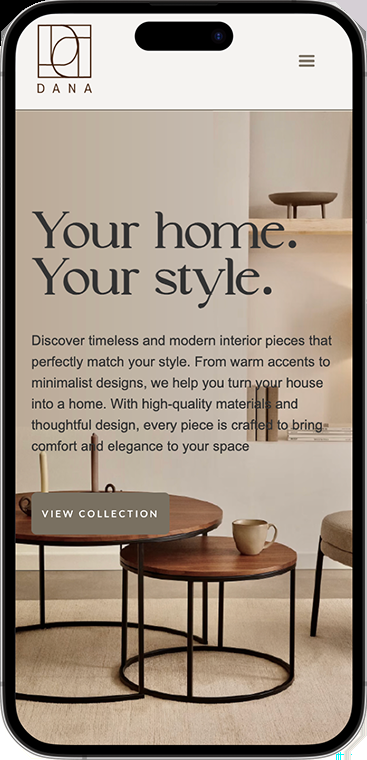 DANA
Your home.
Your style.
Discover timeless and modern interior pieces that
perfectly match your style. From warm accents to
minimalist designs, we help you turn your house
into a home. With high-quality materials and
thoughtful design, every piece is crafted to bring
comfort and elegance to your space
VIEW COLLECTION